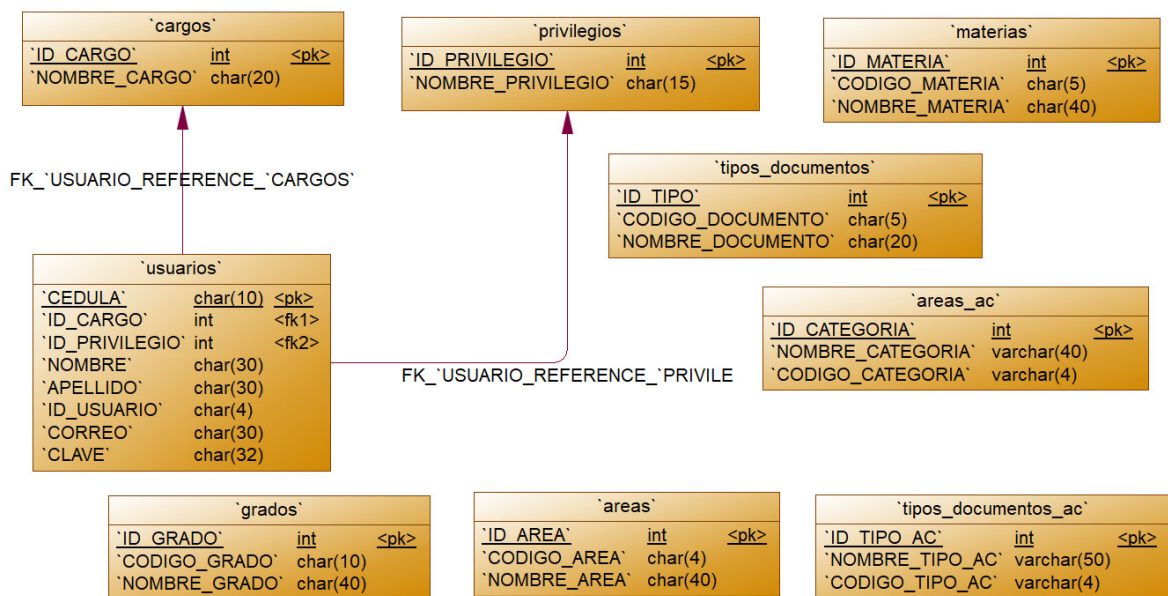 `cargos`
`ID_CARGO` int <pk>
`NOMBRE_CARGO` char(20)
`privilegios`
`ID_PRIVILEGIO` int <pk>
`NOMBRE_PRIVILEGIO` char(15)
`materias`
`ID_MATERIA` int <pk>
`CODIGO_MATERIA` char(5)
`NOMBRE_MATERIA` char(40)
FK_`USUARIO_REFERENCE_`CARGOS`
`tipos_documentos`
`ID_TIPO` int <pk>
`CODIGO_DOCUMENTO` char(5)
`NOMBRE_DOCUMENTO` char(20)
`usuarios`
`CEDULA` char(10) <pk>
`ID_CARGO` int <fk1>
`ID_PRIVILEGIO` int <fk2>
`NOMBRE` char(30)
`APELLIDO` char(30)
`ID_USUARIO` char(4)
`CORREO` char(30)
`CLAVE` char(32)
FK_`USUARIO_REFERENCE_`PRIVILE
`areas_ac`
`ID_CATEGORIA` int <pk>
`NOMBRE_CATEGORIA` varchar(40)
`CODIGO_CATEGORIA` varchar(4)
`grados`
`ID_GRADO` int <pk>
`CODIGO_GRADO` char(10)
`NOMBRE_GRADO` char(40)
`areas`
`ID_AREA` int <pk>
`CODIGO_AREA` char(4)
`NOMBRE_AREA` char(40)
`tipos_documentos_ac`
`ID_TIPO_AC` int <pk>
`NOMBRE_TIPO_AC` varchar(50)
`CODIGO_TIPO_AC` varchar(4)